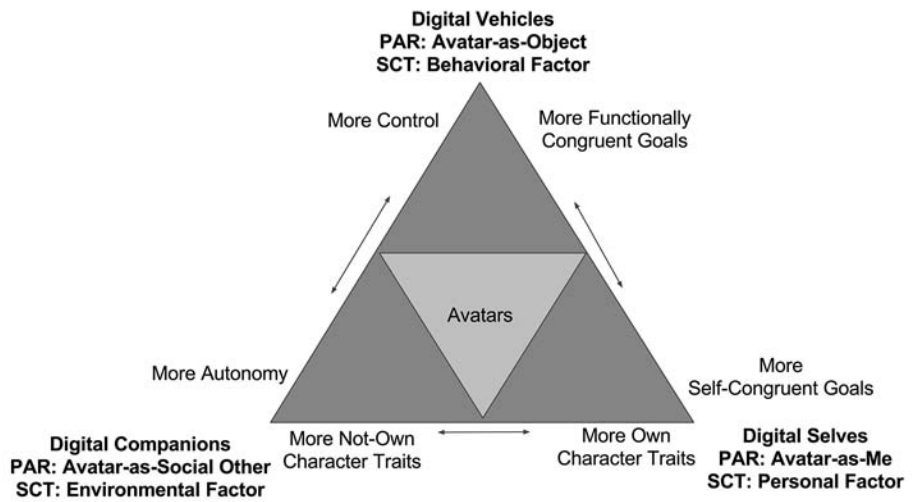 Digital Vehicles
PAR: Avatar-as-Object
SCT: Behavioral Factor
More Control
More Functionally
Congruent Goals
Avatars
More Autonomy
More
Self-Congruent Goals
More Not-Own
Character Traits
More Own
Character Traits
Digital Companions
PAR: Avatar-as-Social Other
SCT: Environmental Factor
Digital Selves
PAR: Avatar-as-Me
SCT: Personal Factor